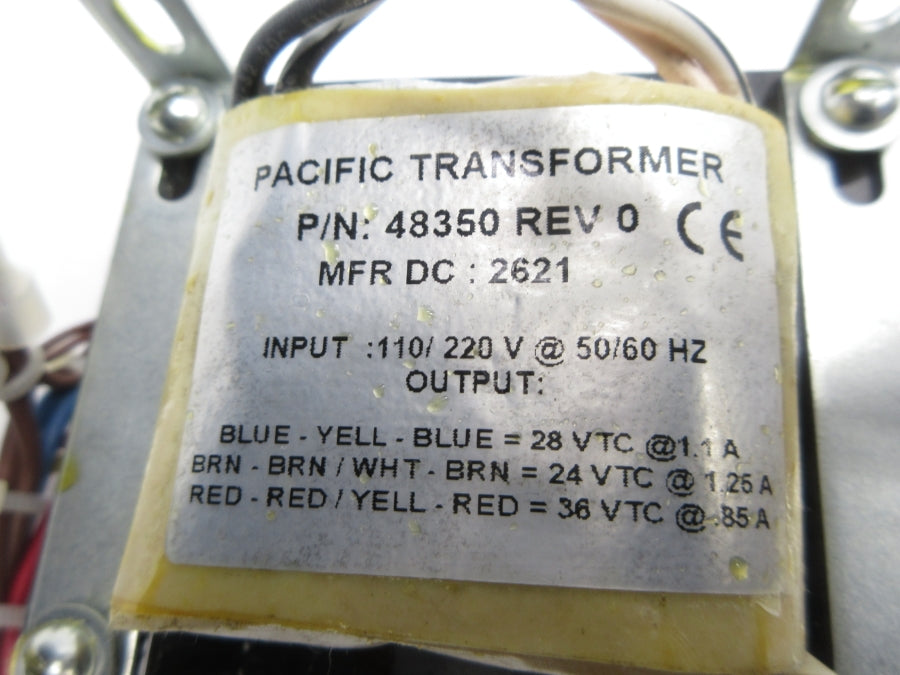 PACIFIC TRANSFORMER
P/N: 48350 REV 0 CE
MFR DC : 2621
INPUT :110/ 220 V @ 50/60 HZ
OUTPUT:
BLUE - YELL - BLUE = 28 VTC @1.1 A
BRN - BRN / WHT - BRN = 24 VTC @ 1.25 A
RED - RED / YELL - RED = 36 VTC @ .85 A